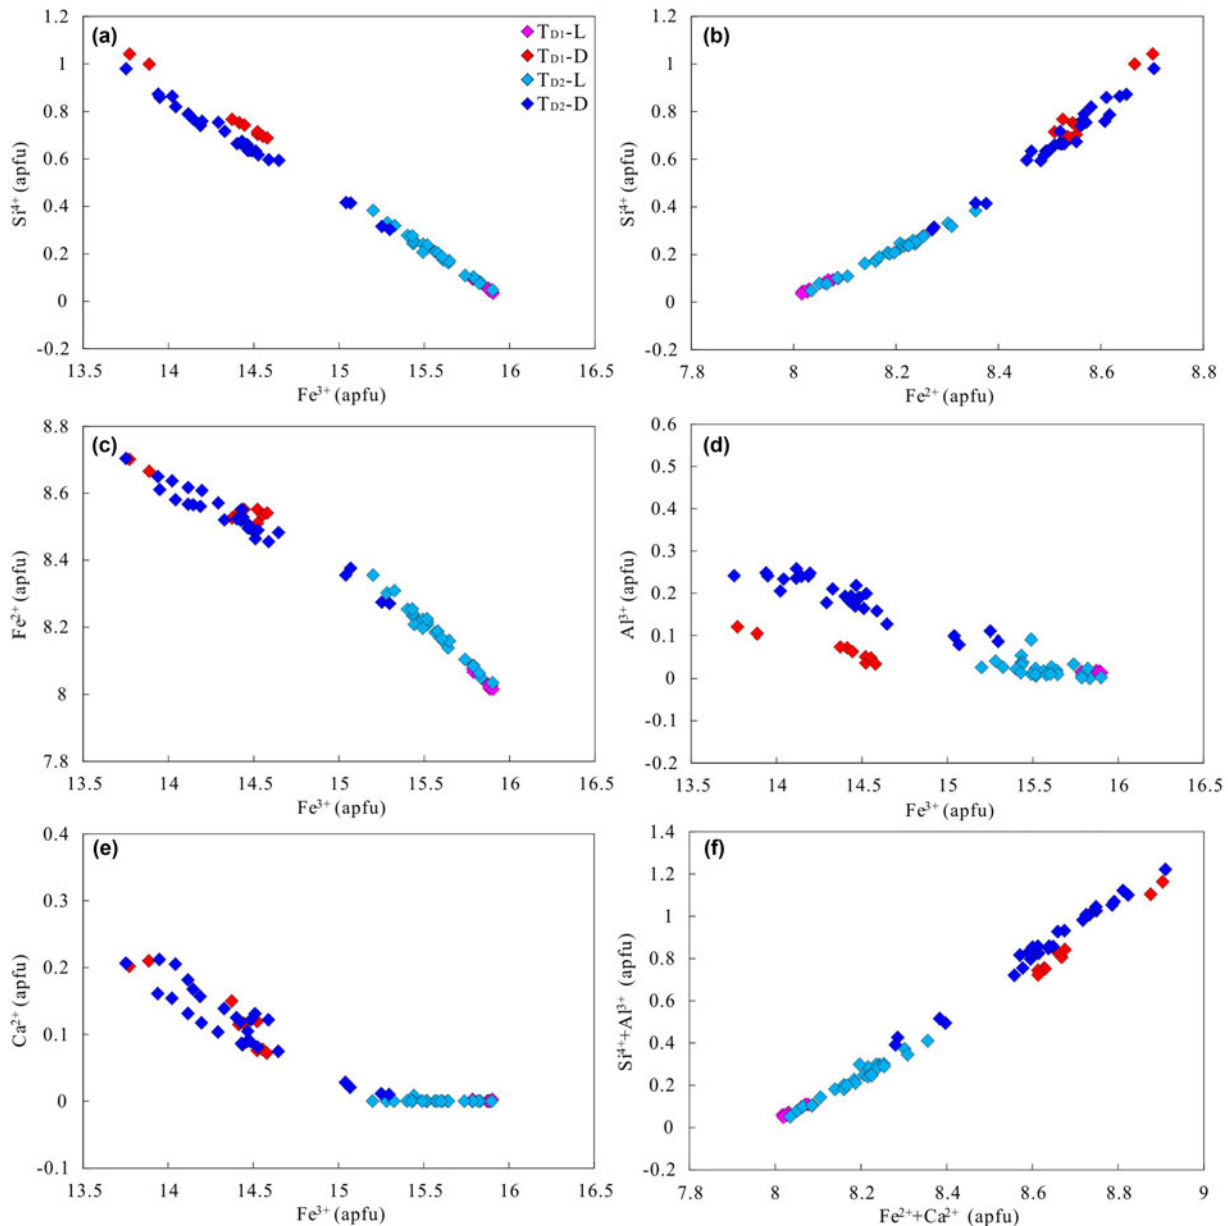 (a)
1.2
1
0.8
0.6
0.4
0.2
0
-0.2
Si⁴⁺ (apfu)
13.5 14 14.5 15 15.5 16 16.5
Fe³⁺ (apfu)
TD1-L
TD1-D
TD2-L
TD2-D
(b)
1.2
1
0.8
0.6
0.4
0.2
0
-0.2
Si⁴⁺ (apfu)
7.8 8 8.2 8.4 8.6 8.8
Fe²⁺ (apfu)
(c)
8.8
8.6
8.4
8.2
8
7.8
Fe²⁺ (apfu)
13.5 14 14.5 15 15.5 16 16.5
Fe³⁺ (apfu)
(d)
0.6
0.5
0.4
0.3
0.2
0.1
0
-0.1
-0.2
Al³⁺ (apfu)
13.5 14 14.5 15 15.5 16 16.5
Fe³⁺ (apfu)
(e)
0.4
0.3
0.2
0.1
0
-0.1
Ca²⁺ (apfu)
13.5 14 14.5 15 15.5 16 16.5
Fe³⁺ (apfu)
(f)
1.4
1.2
1
0.8
0.6
0.4
0.2
0
-0.2
Si⁴⁺+Al³⁺ (apfu)
7.8 8 8.2 8.4 8.6 8.8 9
Fe²⁺+Ca²⁺ (apfu)